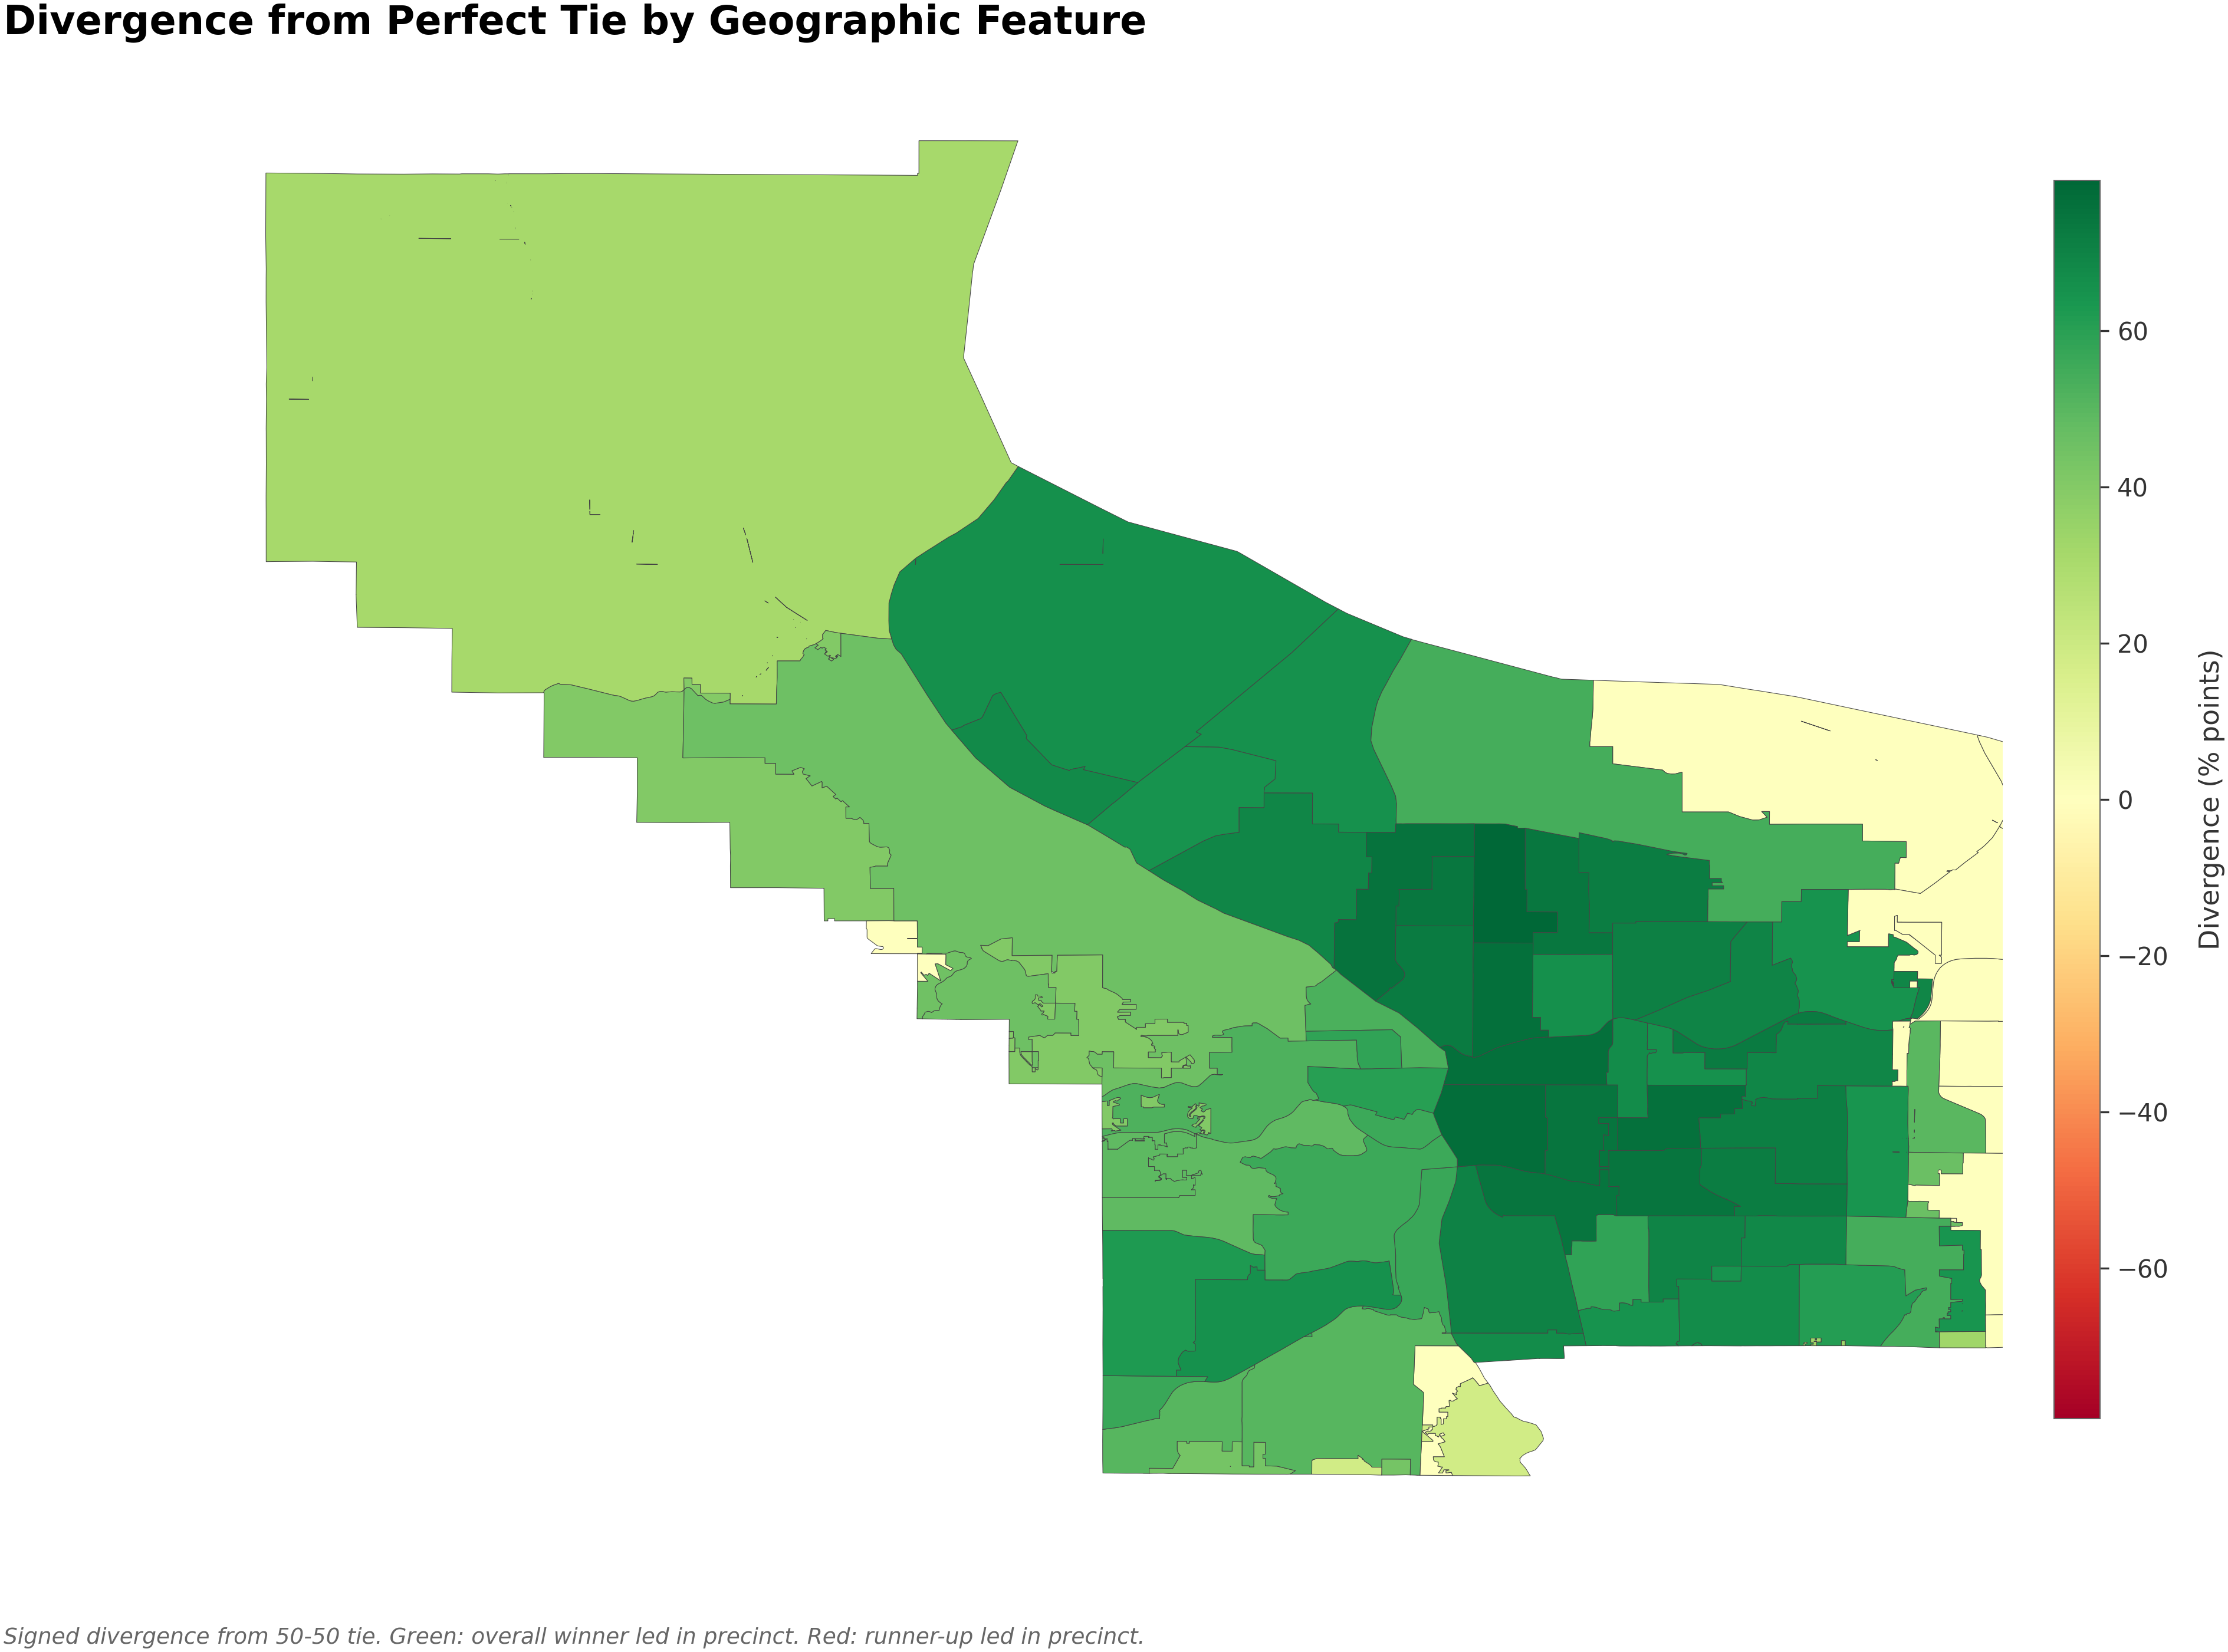 Divergence from Perfect Tie by Geographic Feature
60
40
20
0
−20
−40
−60
Divergence (% points)
Signed divergence from 50-50 tie. Green: overall winner led in precinct. Red: runner-up led in precinct.